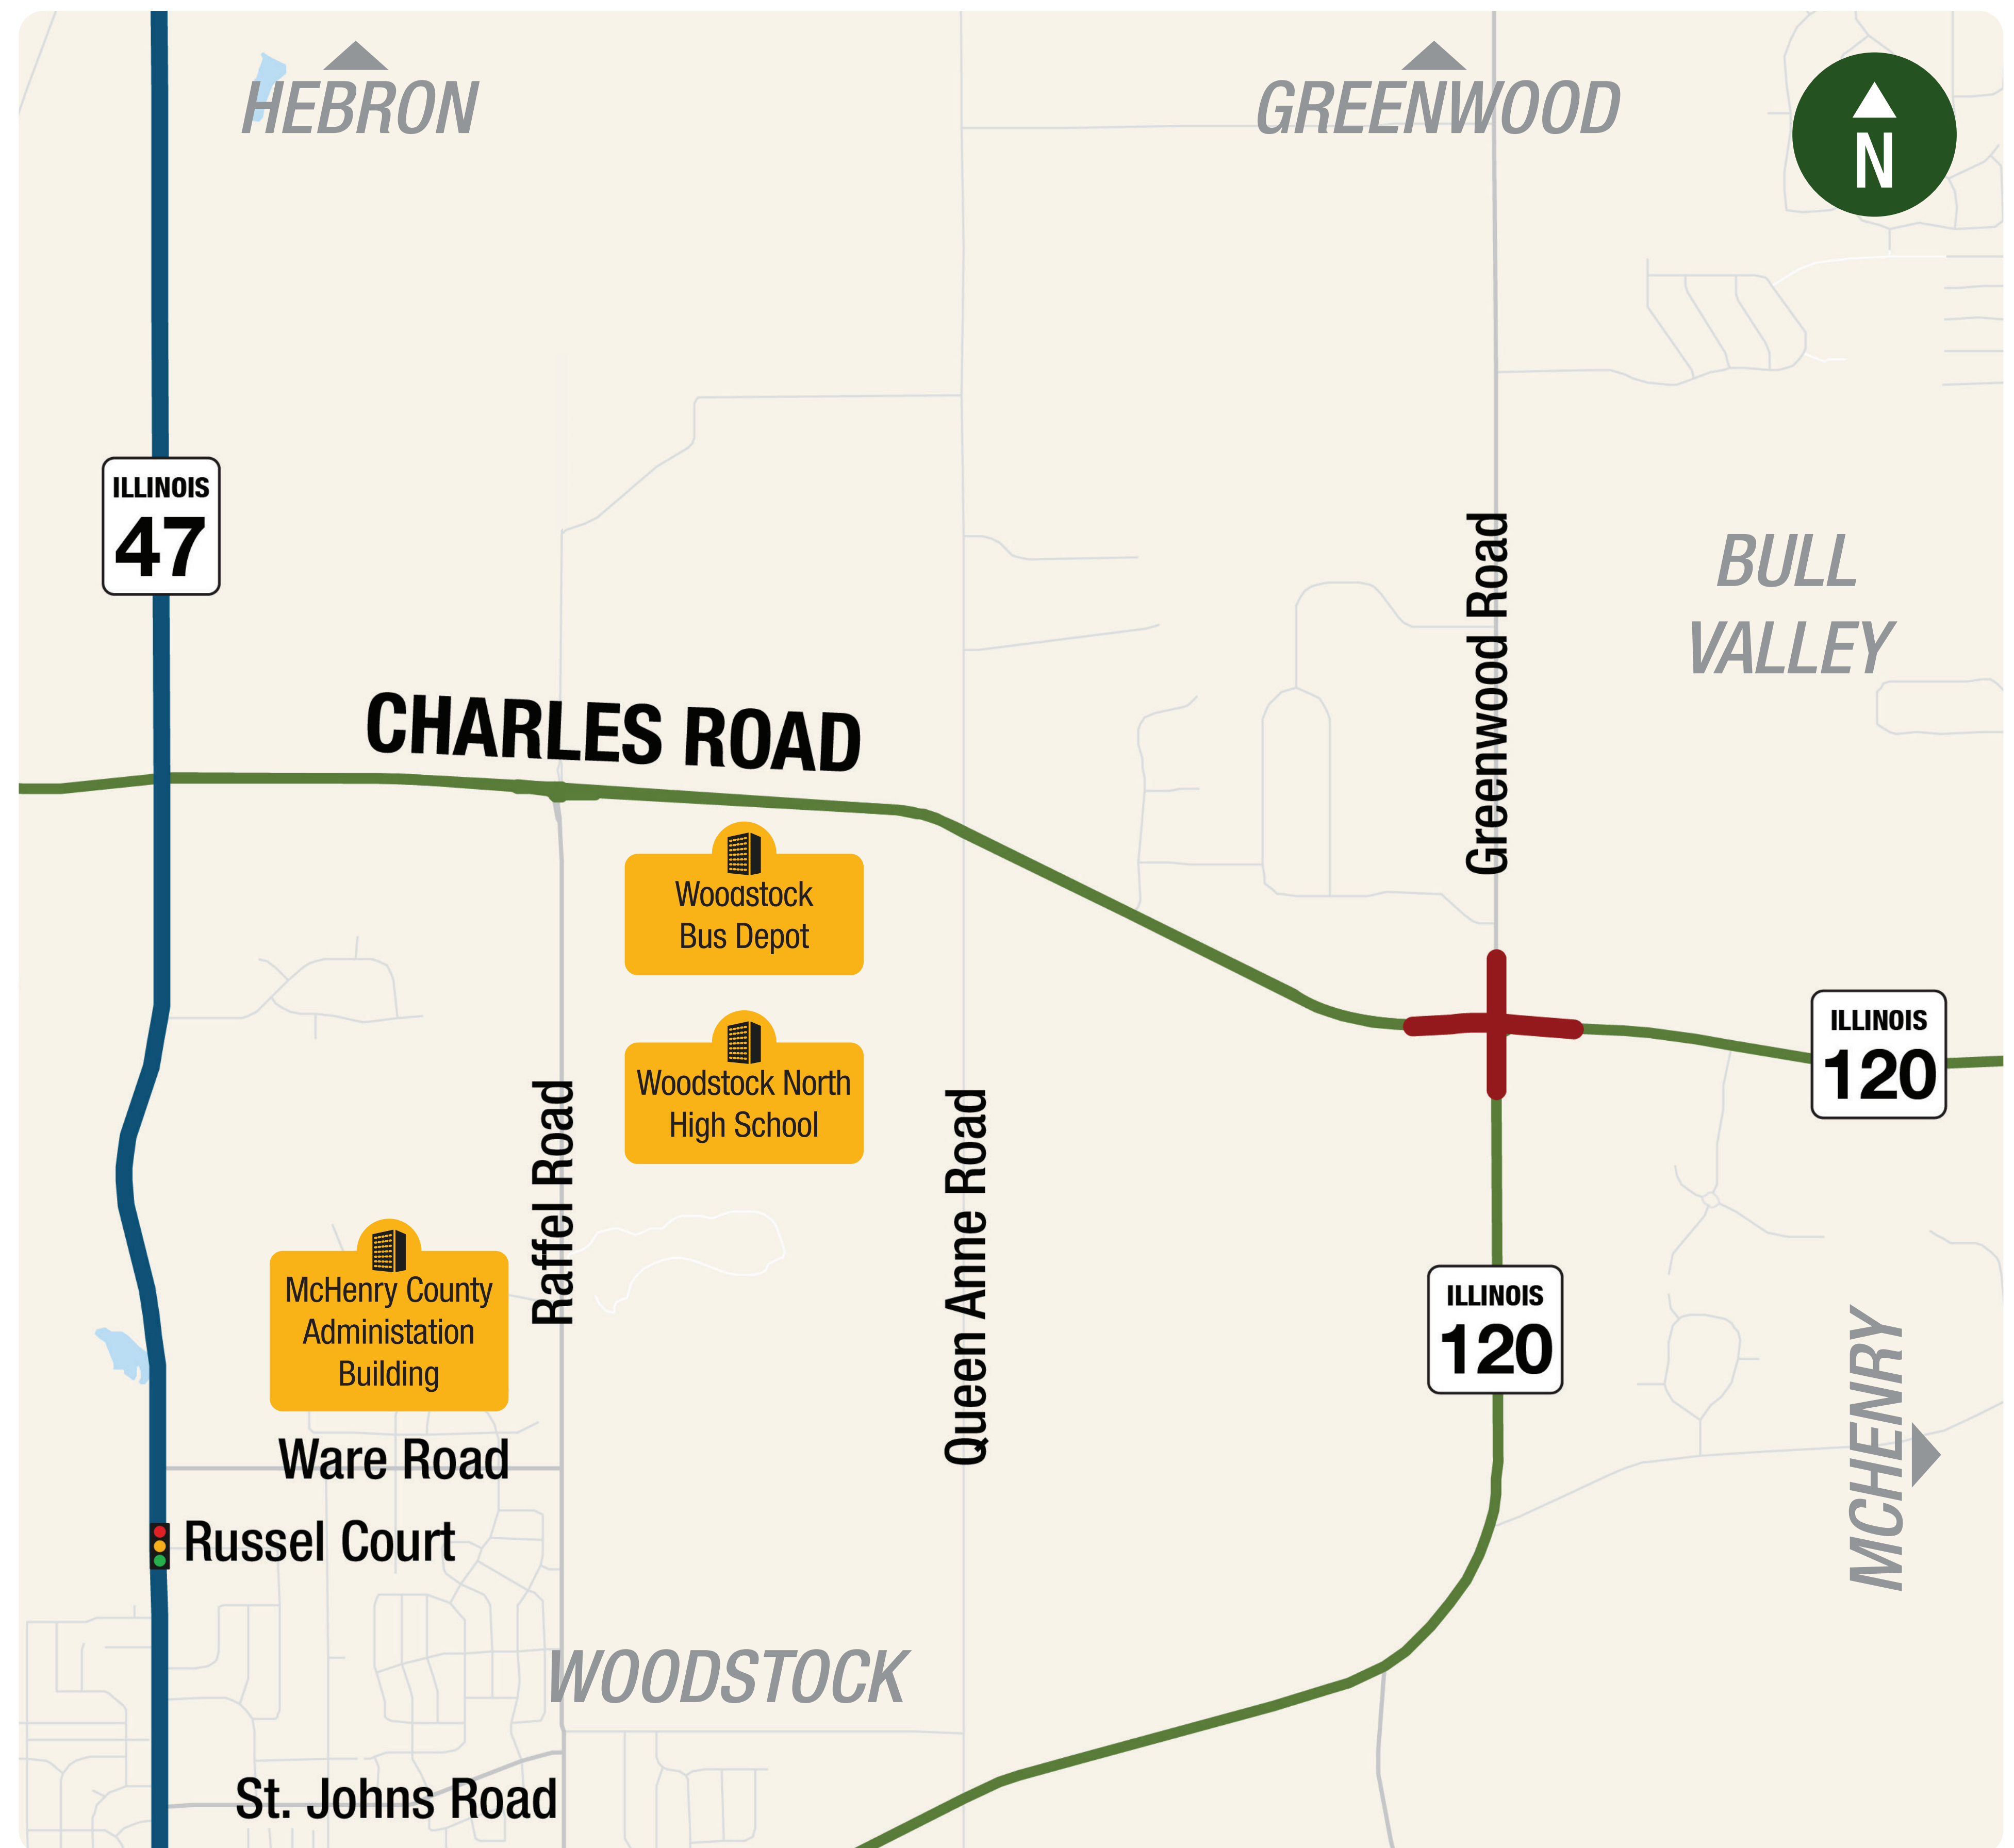 HEBRON
GREENWOOD
N
ILLINOIS
47
Greenwood Road
BULL
VALLEY
CHARLES ROAD
Woodstock
Bus Depot
Woodstock North
High School
ILLINOIS
120
Raffel Road
Queen Anne Road
McHenry County
Administation
Building
ILLINOIS
120
MCHENRY
Ware Road
Russel Court
WOODSTOCK
St. Johns Road